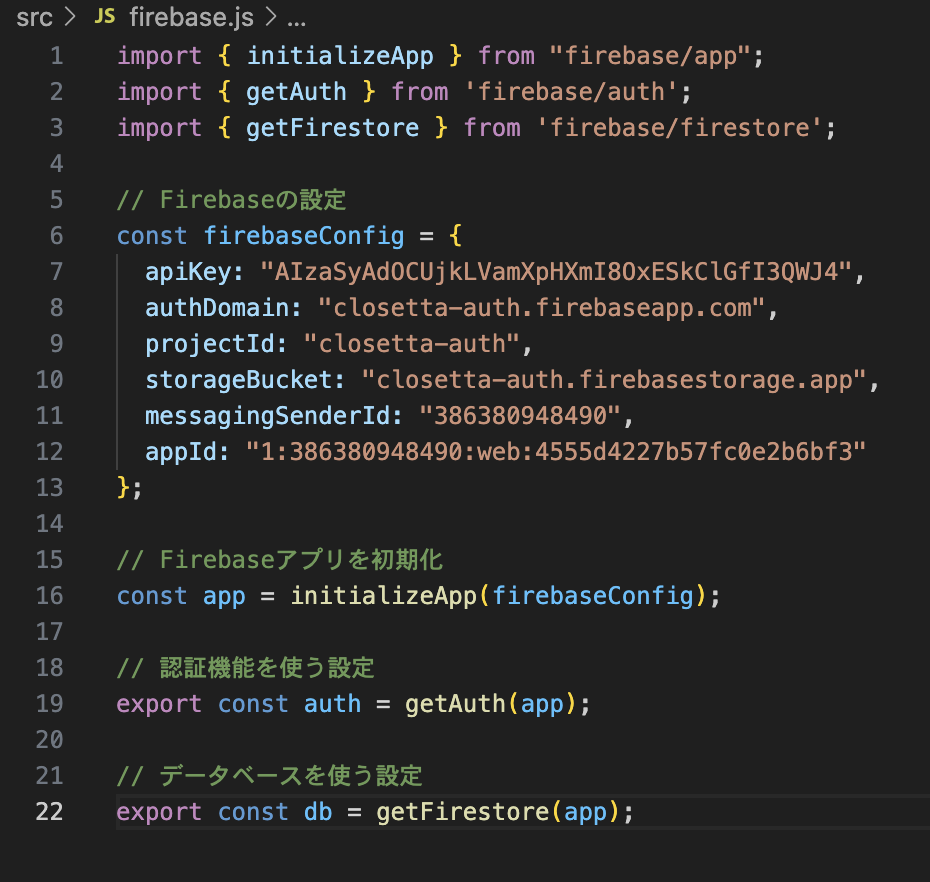 src > JS firebase.js > ...
1 import { initializeApp } from "firebase/app";
2 import { getAuth } from 'firebase/auth';
3 import { getFirestore } from 'firebase/firestore';
4
5 // Firebaseの設定
6 const firebaseConfig = {
7 apiKey: "AIzaSyAdOCUjkLVamXpHXmI8OxESkClGfI3QWJ4",
8 authDomain: "closetta-auth.firebaseapp.com",
9 projectId: "closetta-auth",
10 storageBucket: "closetta-auth.firebasestorage.app",
11 messagingSenderId: "386380948490",
12 appId: "1:386380948490:web:4555d4227b57fc0e2b6bf3"
13 };
14
15 // Firebaseアプリを初期化
16 const app = initializeApp(firebaseConfig);
17
18 // 認証機能を使う設定
19 export const auth = getAuth(app);
20
21 // データベースを使う設定
22 export const db = getFirestore(app);